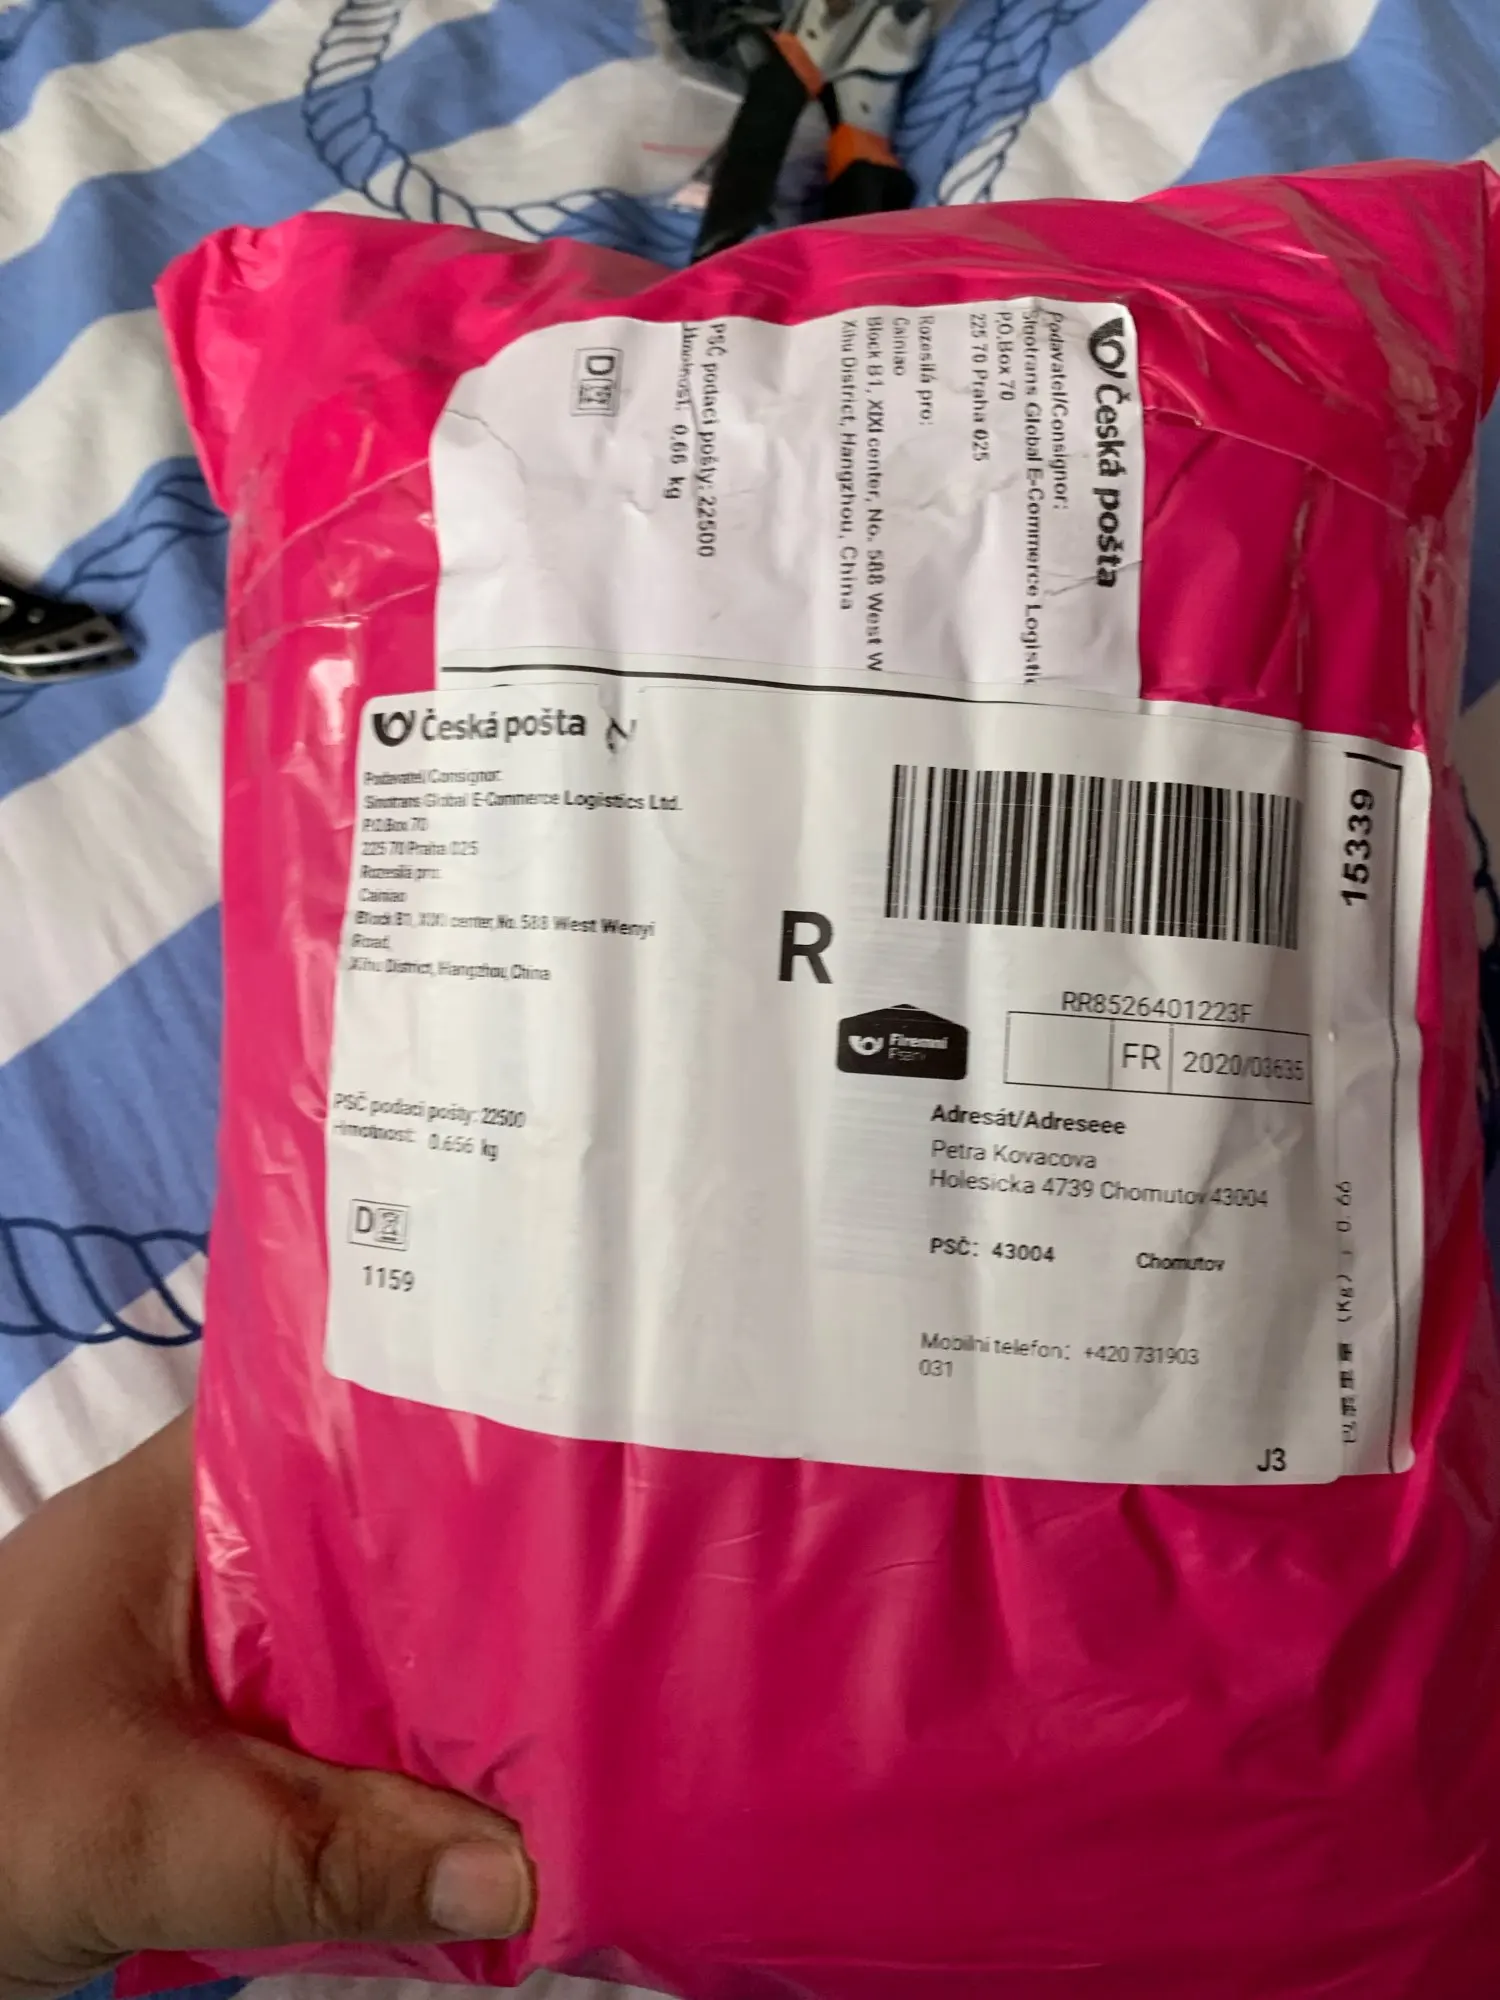 Česká pošta
Podavatel/Consignor:
Sinotrans Global E-Commerce Logistic
P.O.Box 70
225 70 Praha 025
Rozesílá pro:
Cainiao
Block B1, XIXI center, No. 588 West W
Xihu District, Hangzhou, China
PSČ podací pošty: 22500
Hmotnost: 0.66 kg
D
Česká pošta
Podavatel/Consignor:
Sinotrans Global E-Commerce Logistics Ltd.
P.O.Box 70
225 70 Praha 025
Rozesílá pro:
Cainiao
Block B1, XIXI center, No. 588 West Wenyi
Road,
Xihu District, Hangzhou, China
PSČ podací pošty: 22500
Hmotnost: 0.656 kg
D
1159
R
RR8526401223F
Firemní
FR 2020/03635
Adresát/Adreseee
Petra Kovacova
Holesicka 4739 Chomutov 43004
PSČ: 43004 Chomutov
Mobilní telefon: +420 731903
031
J3
15339
(Kg) : 0.66